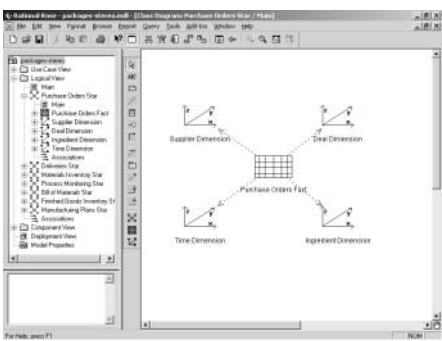 Rational Rose - packages-stereo.mdl - [Class Diagram: Purchase Orders Star / Main]
File Edit View Format Browse Report Query Tools Add-Ins Window Help
packages-stereo
Use Case View
Logical View
Main
Purchase Orders Star
Main
Purchase Orders Fact
Supplier Dimension
Deal Dimension
Ingredient Dimension
Time Dimension
Associations
Deliveries Star
Materials Inventory Star
Process Monitoring Star
Bill of Materials Star
Finished Goods Inventory St
Manufacturing Plans Star
Associations
Component View
Deployment View
Model Properties
ABC
Supplier Dimension
Deal Dimension
Purchase Orders Fact
Time Dimension
Ingredient Dimension
For Help, press F1
NUM